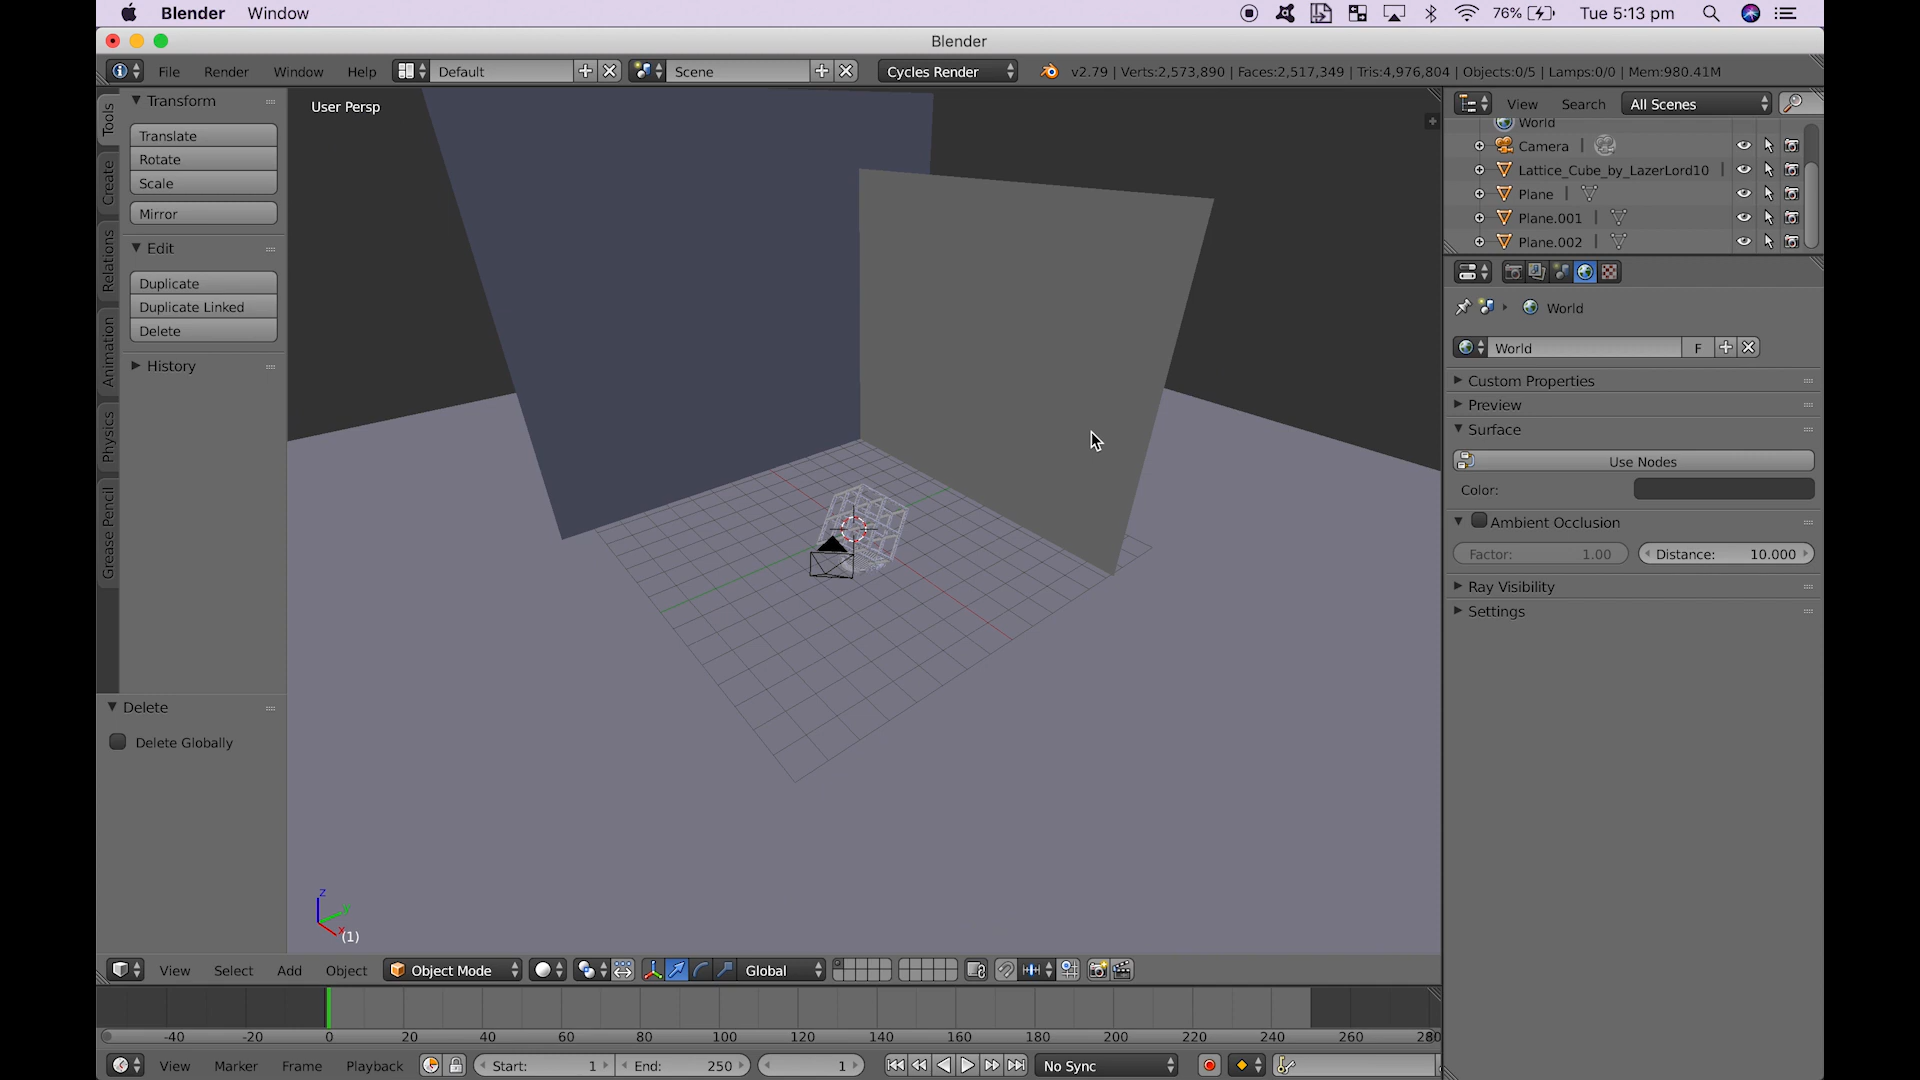 Blender Window 76% Tue 5:13 pm
Blender
File Render Window Help Default Scene Cycles Render v2.79 | Verts:2,573,890 | Faces:2,517,349 | Tris:4,976,804 | Objects:0/5 | Lamps:0/0 | Mem:980.41M
Tools
Create
Relations
Animation
Physics
Grease Pencil
Transform
Translate
Rotate
Scale
Mirror
Edit
Duplicate
Duplicate Linked
Delete
History
Delete
Delete Globally
User Persp
z
y
x
(1)
View Search All Scenes
World
Camera |
Lattice_Cube_by_LazerLord10 |
Plane |
Plane.001 |
Plane.002 |
World
World F
Custom Properties
Preview
Surface
Use Nodes
Color:
Ambient Occlusion
Factor: 1.00 Distance: 10.000
Ray Visibility
Settings
View Select Add Object Object Mode Global
-40 -20 0 20 40 60 80 100 120 140 160 180 200 220 240 260 280
View Marker Frame Playback Start: 1 End: 250 1 No Sync